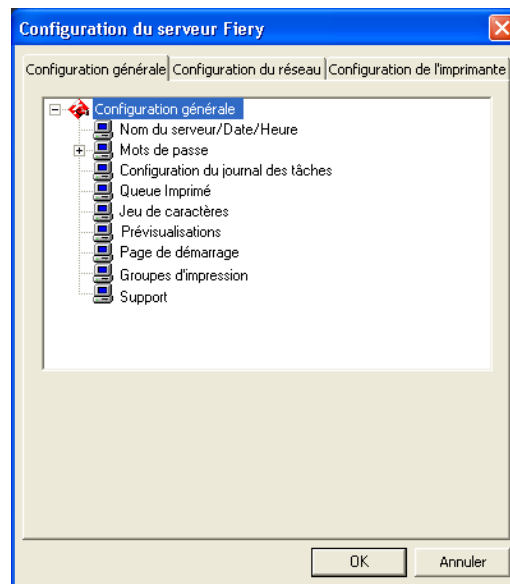 Configuration du serveur Fiery
Configuration générale Configuration du réseau Configuration de l'imprimante
Configuration générale
Nom du serveur/Date/Heure
Mots de passe
Configuration du journal des tâches
Queue Imprimé
Jeu de caractères
Prévisualisations
Page de démarrage
Groupes d'impression
Support
OK Annuler